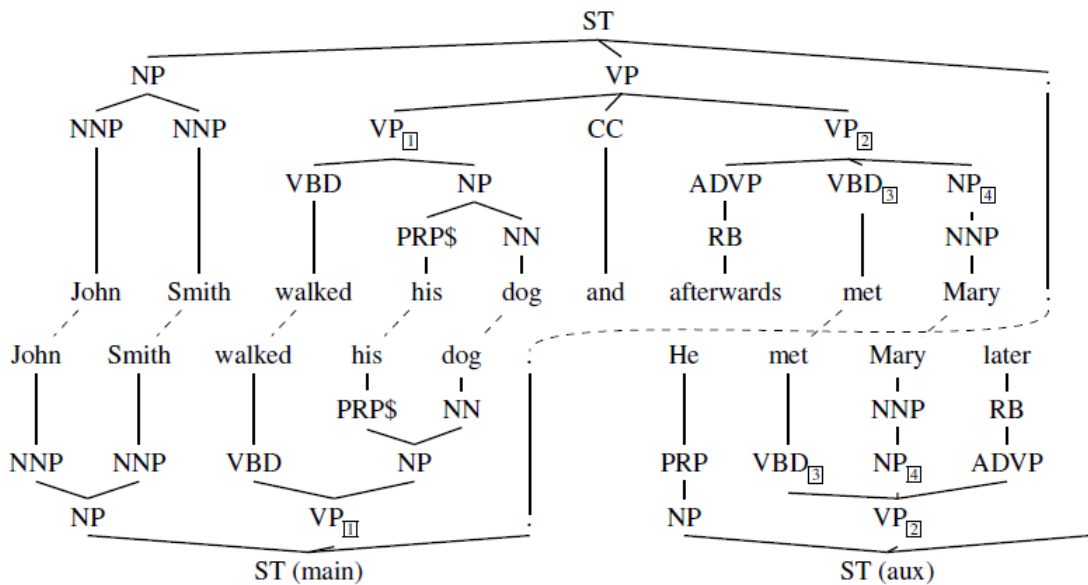 ST
NP VP .
NNP NNP VP1 CC VP2
VBD NP ADVP VBD3 NP4
PRP$ NN RB NNP
John Smith walked his dog and afterwards met Mary .
John Smith walked his dog . He met Mary later
PRP$ NN NNP RB
NNP NNP VBD NP PRP VBD3 NP4 ADVP
NP VP1 . NP VP2
ST (main) ST (aux)